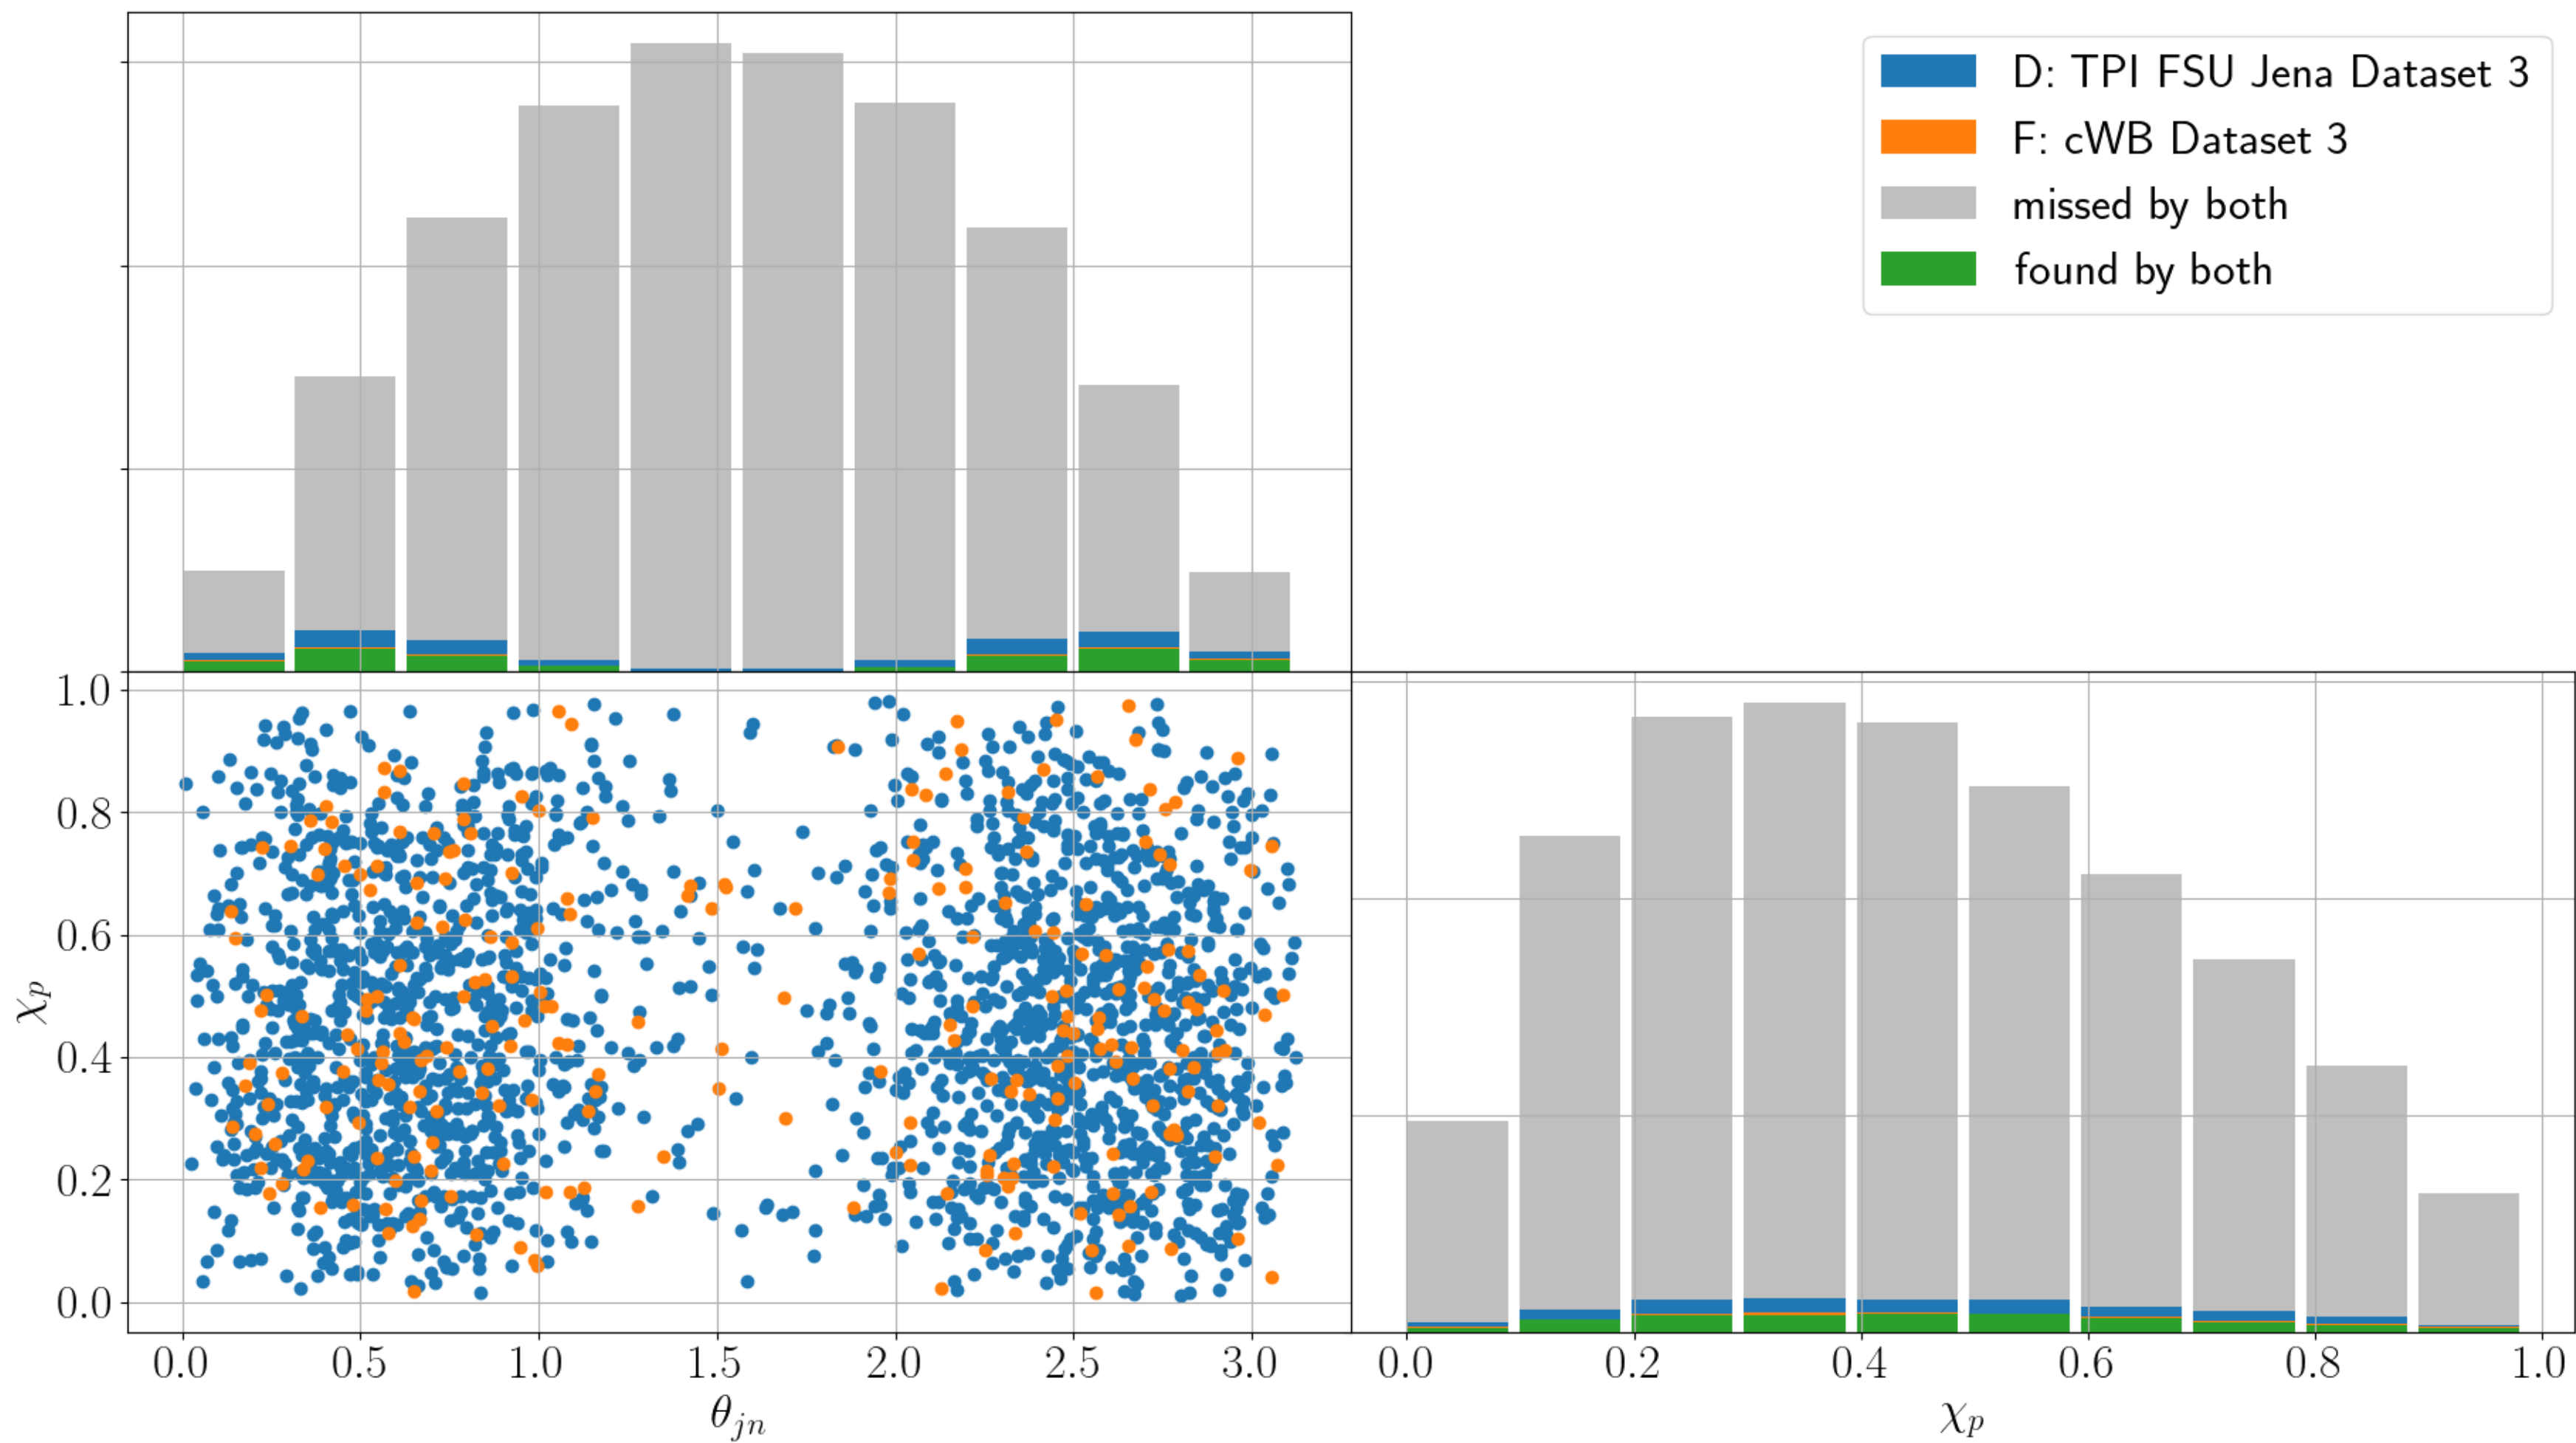 D: TPI FSU Jena Dataset 3
F: cWB Dataset 3
missed by both
found by both
1.0
0.8
0.6
0.4
0.2
0.0
χp
0.0 0.5 1.0 1.5 2.0 2.5 3.0
θjn
0.0 0.2 0.4 0.6 0.8 1.0
χp